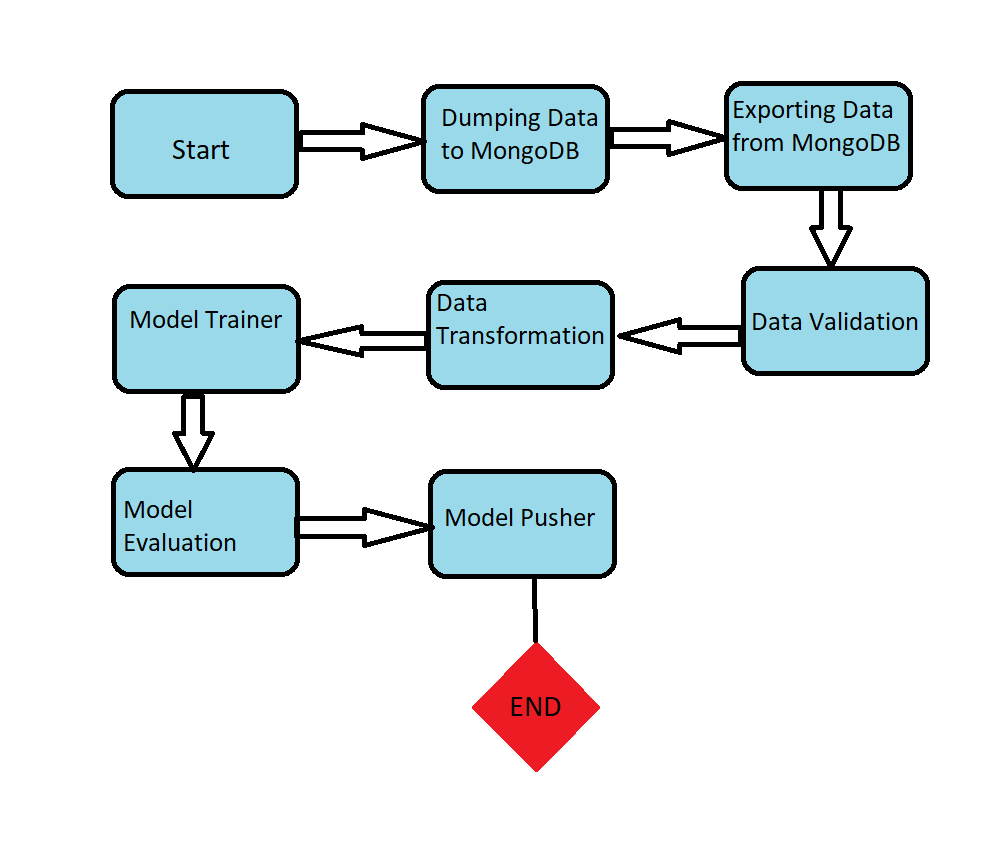 Start
Dumping Data
to MongoDB
Exporting Data
from MongoDB
Data Validation
Data
Transformation
Model Trainer
Model
Evaluation
Model Pusher
END